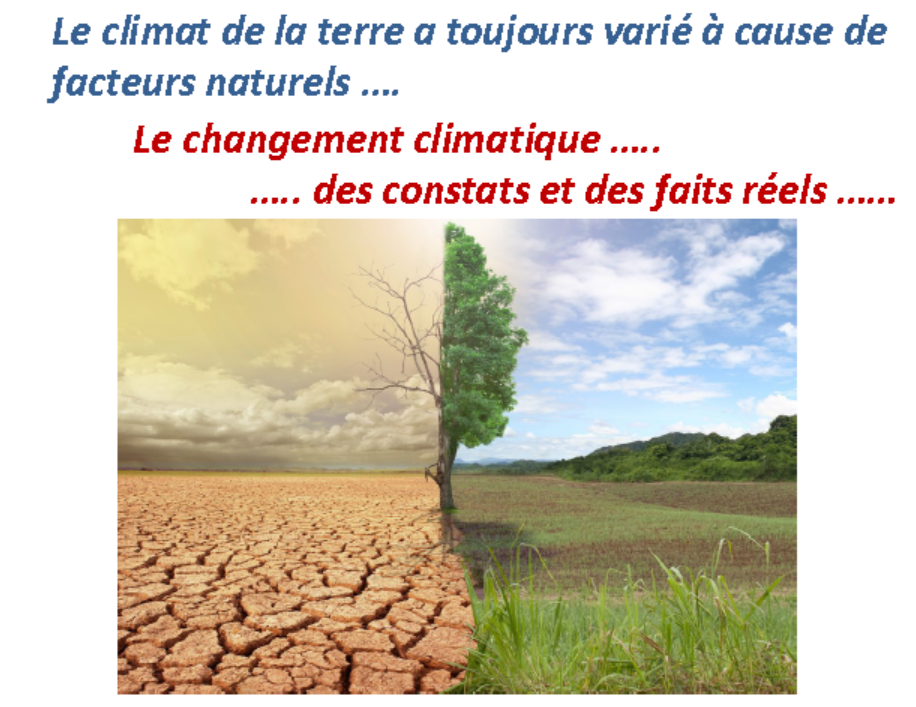 Le climat de la terre a toujours varié à cause de
facteurs naturels ....
Le changement climatique .....
..... des constats et des faits réels ......